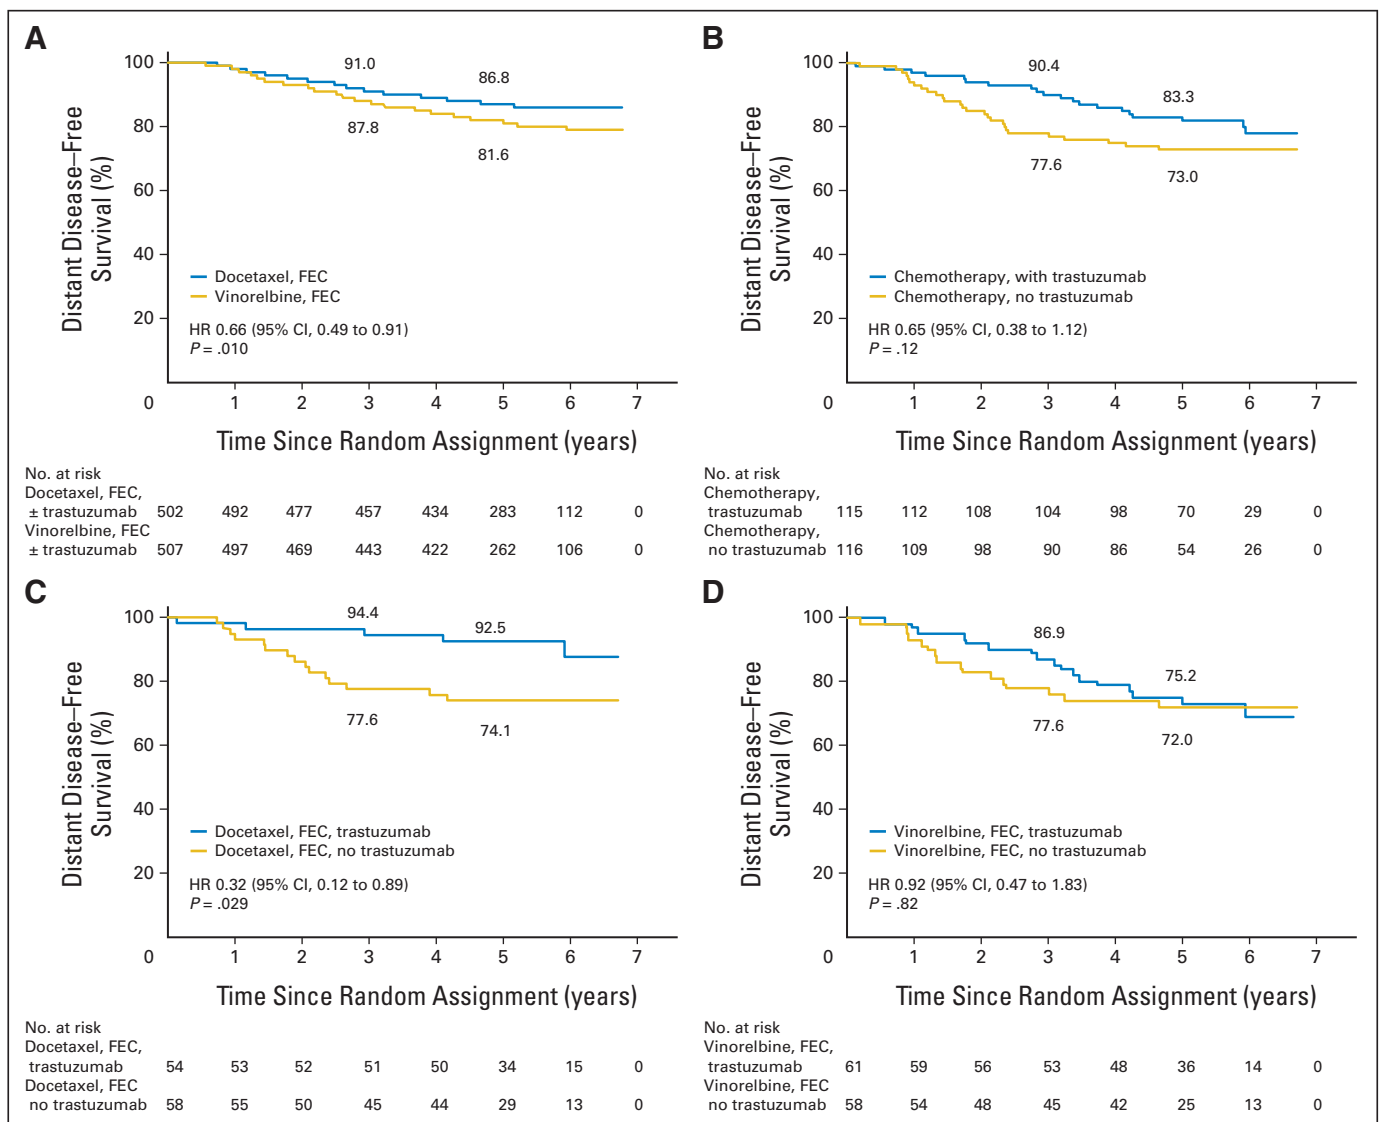 A
100
80
60
40
20
0
Distant Disease–Free
Survival (%)
91.0
86.8
87.8
81.6
Docetaxel, FEC
Vinorelbine, FEC
HR 0.66 (95% CI, 0.49 to 0.91)
P = .010
1 2 3 4 5 6 7
Time Since Random Assignment (years)
No. at risk
Docetaxel, FEC,
± trastuzumab 502 492 477 457 434 283 112 0
Vinorelbine, FEC
± trastuzumab 507 497 469 443 422 262 106 0
B
100
80
60
40
20
0
Distant Disease–Free
Survival (%)
90.4
83.3
77.6
73.0
Chemotherapy, with trastuzumab
Chemotherapy, no trastuzumab
HR 0.65 (95% CI, 0.38 to 1.12)
P = .12
1 2 3 4 5 6 7
Time Since Random Assignment (years)
No. at risk
Chemotherapy,
trastuzumab 115 112 108 104 98 70 29 0
Chemotherapy,
no trastuzumab 116 109 98 90 86 54 26 0
C
100
80
60
40
20
0
Distant Disease–Free
Survival (%)
94.4
92.5
77.6
74.1
Docetaxel, FEC, trastuzumab
Docetaxel, FEC, no trastuzumab
HR 0.32 (95% CI, 0.12 to 0.89)
P = .029
1 2 3 4 5 6 7
Time Since Random Assignment (years)
No. at risk
Docetaxel, FEC,
trastuzumab 54 53 52 51 50 34 15 0
Docetaxel, FEC
no trastuzumab 58 55 50 45 44 29 13 0
D
100
80
60
40
20
0
Distant Disease–Free
Survival (%)
86.9
75.2
77.6
72.0
Vinorelbine, FEC, trastuzumab
Vinorelbine, FEC, no trastuzumab
HR 0.92 (95% CI, 0.47 to 1.83)
P = .82
1 2 3 4 5 6 7
Time Since Random Assignment (years)
No. at risk
Vinorelbine, FEC,
trastuzumab 61 59 56 53 48 36 14 0
Vinorelbine, FEC
no trastuzumab 58 54 48 45 42 25 13 0